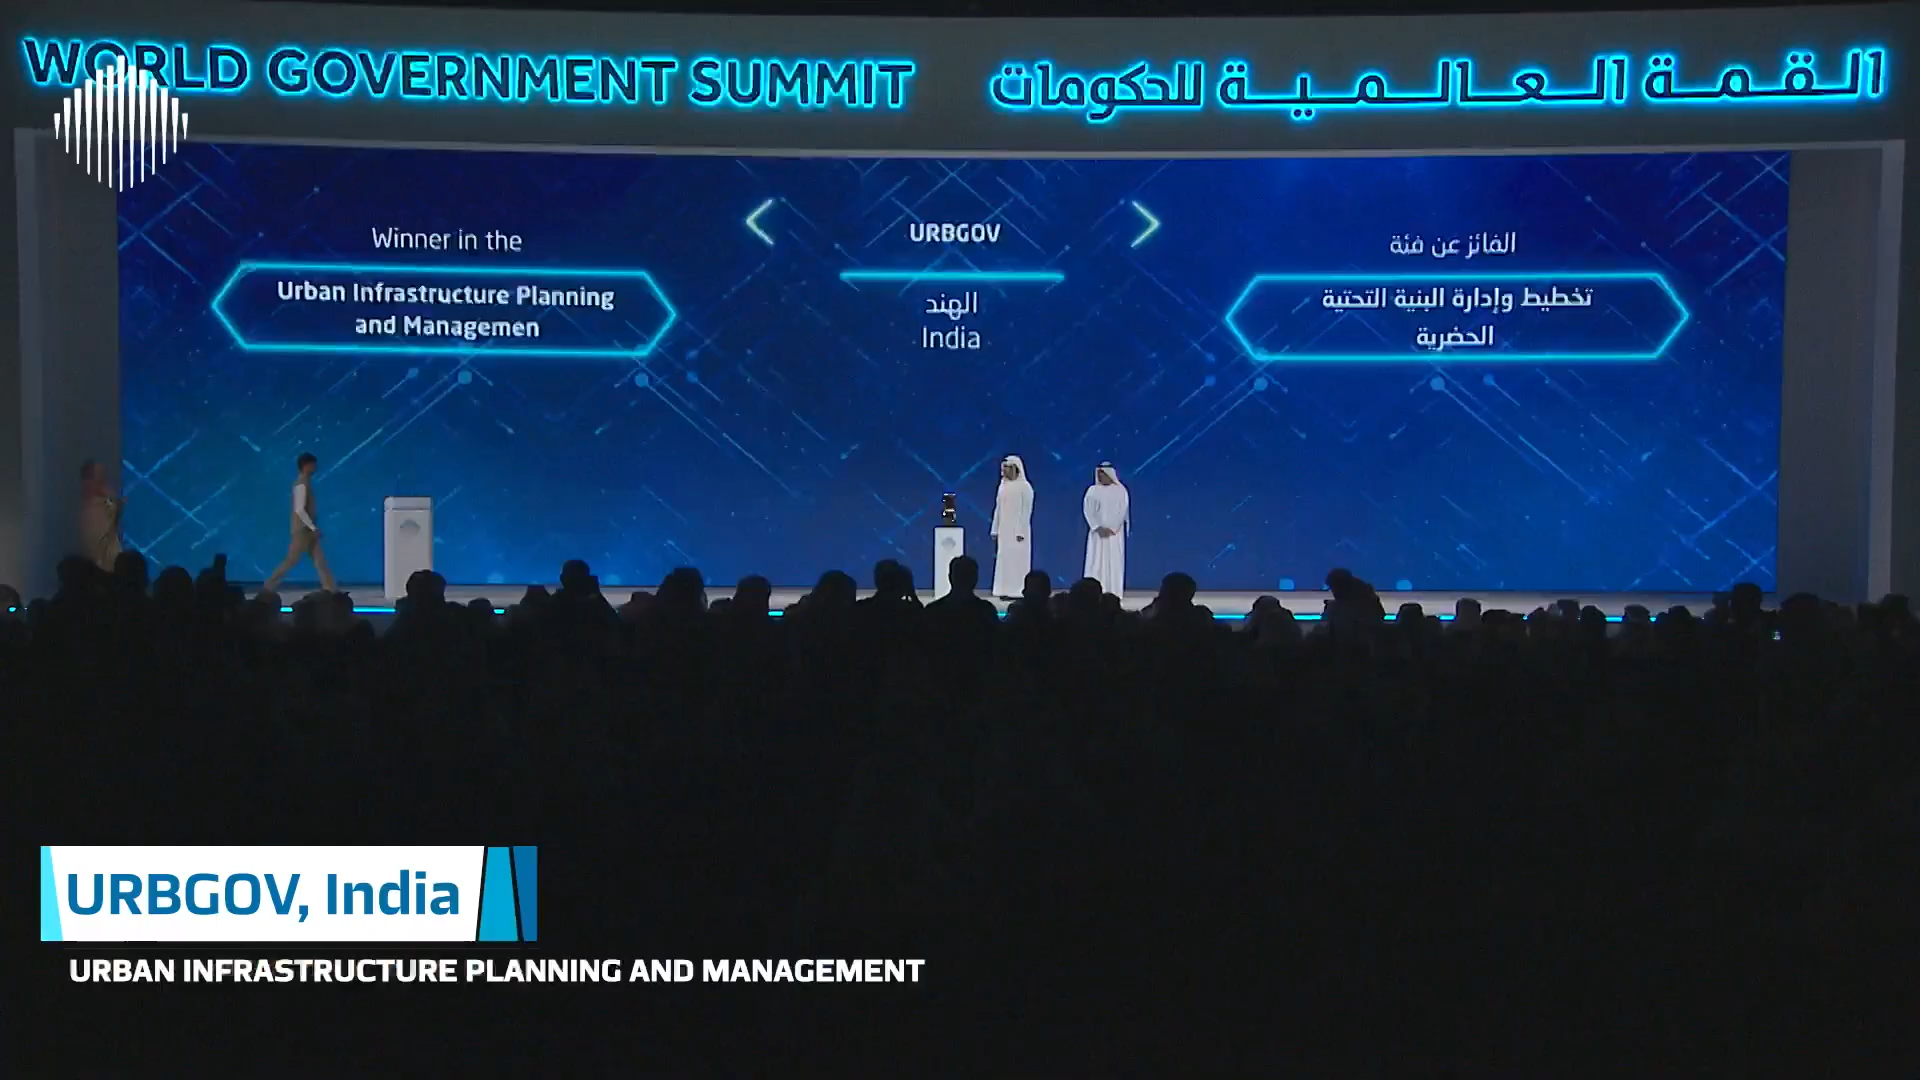 WORLD GOVERNMENT SUMMIT
القمة العالمية للحكومات
Winner in the
Urban Infrastructure Planning
and Managemen
URBGOV
الهند
India
الفائز عن فئة
تخطيط وإدارة البنية التحتية
الحضرية
URBGOV, India
URBAN INFRASTRUCTURE PLANNING AND MANAGEMENT